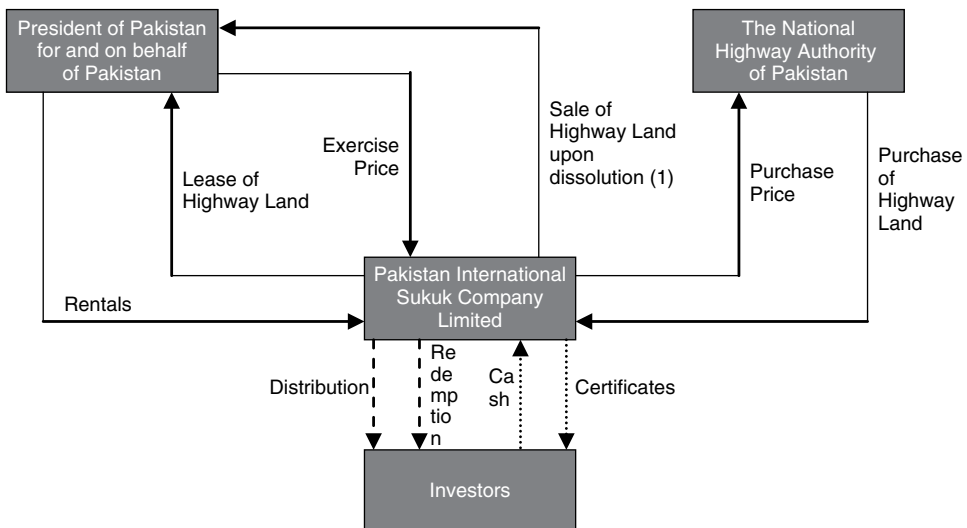 President of Pakistan
for and on behalf
of Pakistan
The National
Highway Authority
of Pakistan
Exercise
Price
Sale of
Highway Land
upon
dissolution (1)
Lease of
Highway Land
Purchase
Price
Purchase
of
Highway
Land
Rentals
Pakistan International
Sukuk Company
Limited
Distribution
Re
de
mp
tio
n
Ca
sh
Certificates
Investors